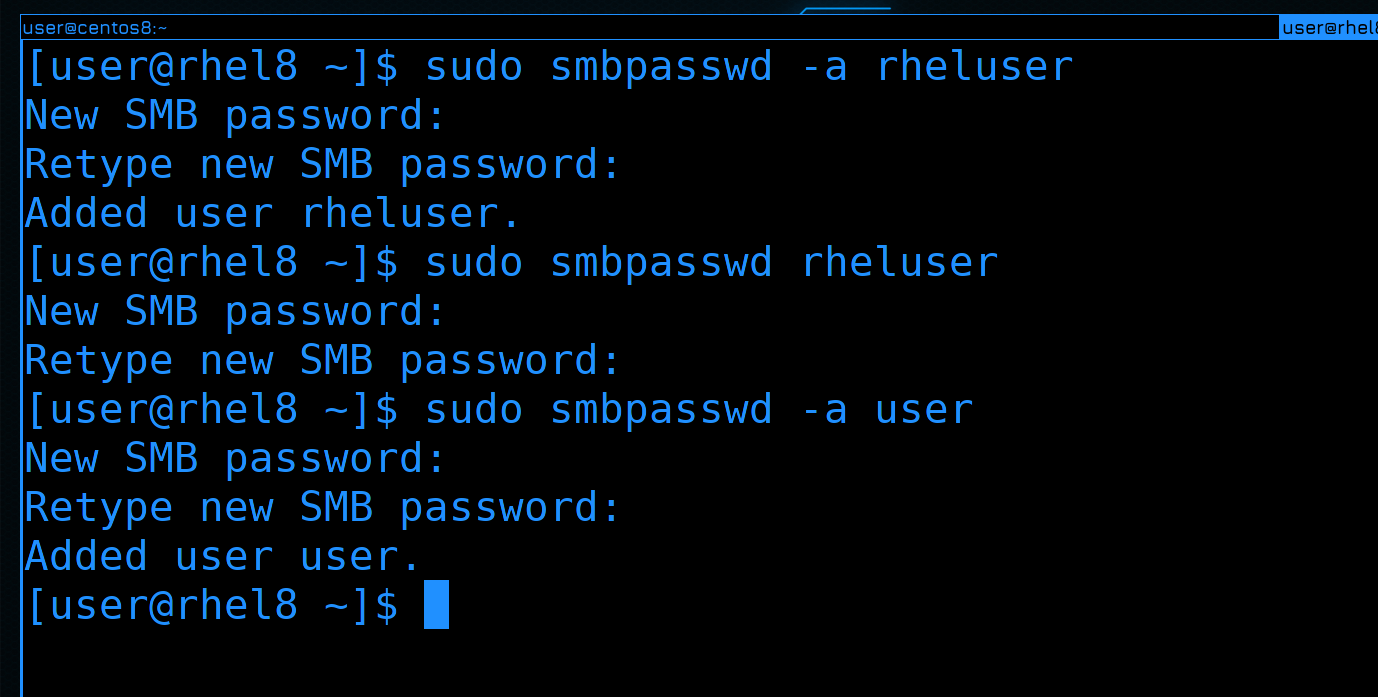 user@centos8:~ user@rhel8
[user@rhel8 ~]$ sudo smbpasswd -a rheluser
New SMB password:
Retype new SMB password:
Added user rheluser.
[user@rhel8 ~]$ sudo smbpasswd rheluser
New SMB password:
Retype new SMB password:
[user@rhel8 ~]$ sudo smbpasswd -a user
New SMB password:
Retype new SMB password:
Added user user.
[user@rhel8 ~]$